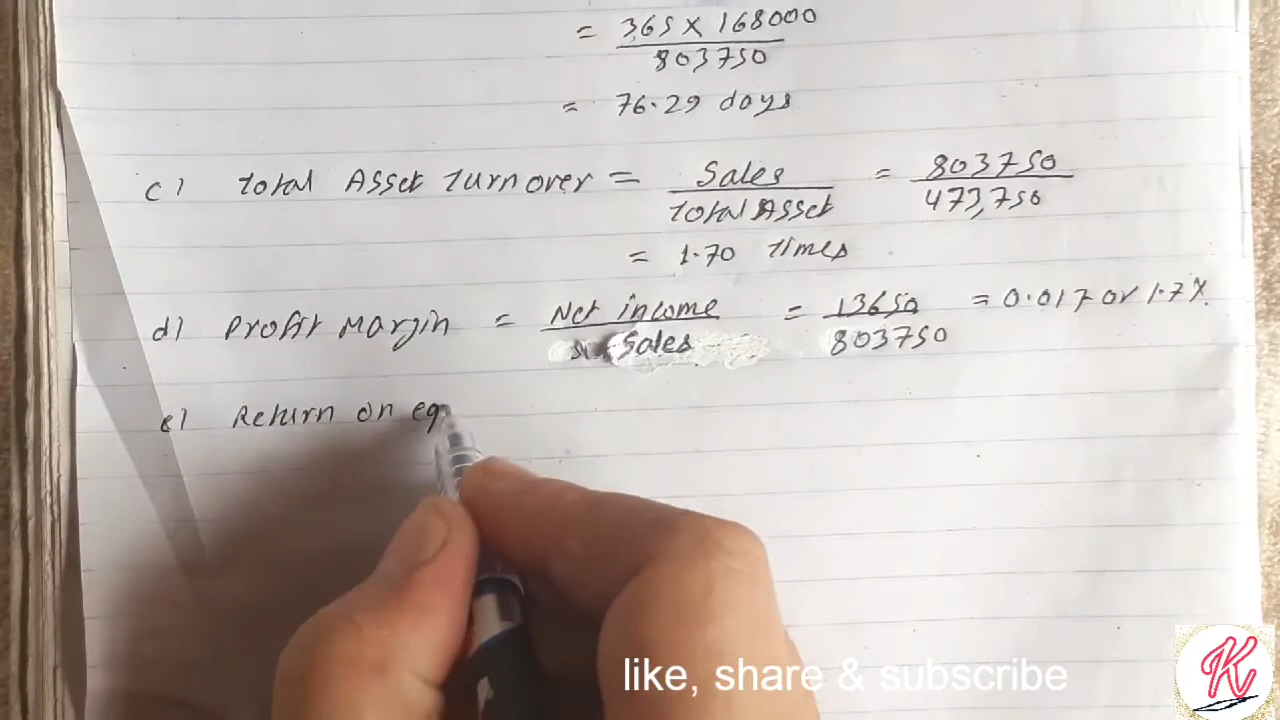 = 365 × 168000 / 803750
= 76.29 days
c) Total Asset Turnover = Sales / Total Asset = 803750 / 473,750
= 1.70 Times
d) Profit Margin = Net income / Sales = 13650 / 803750 = 0.017 or 1.7%.
e) Return on eq
like, share & subscribe
K